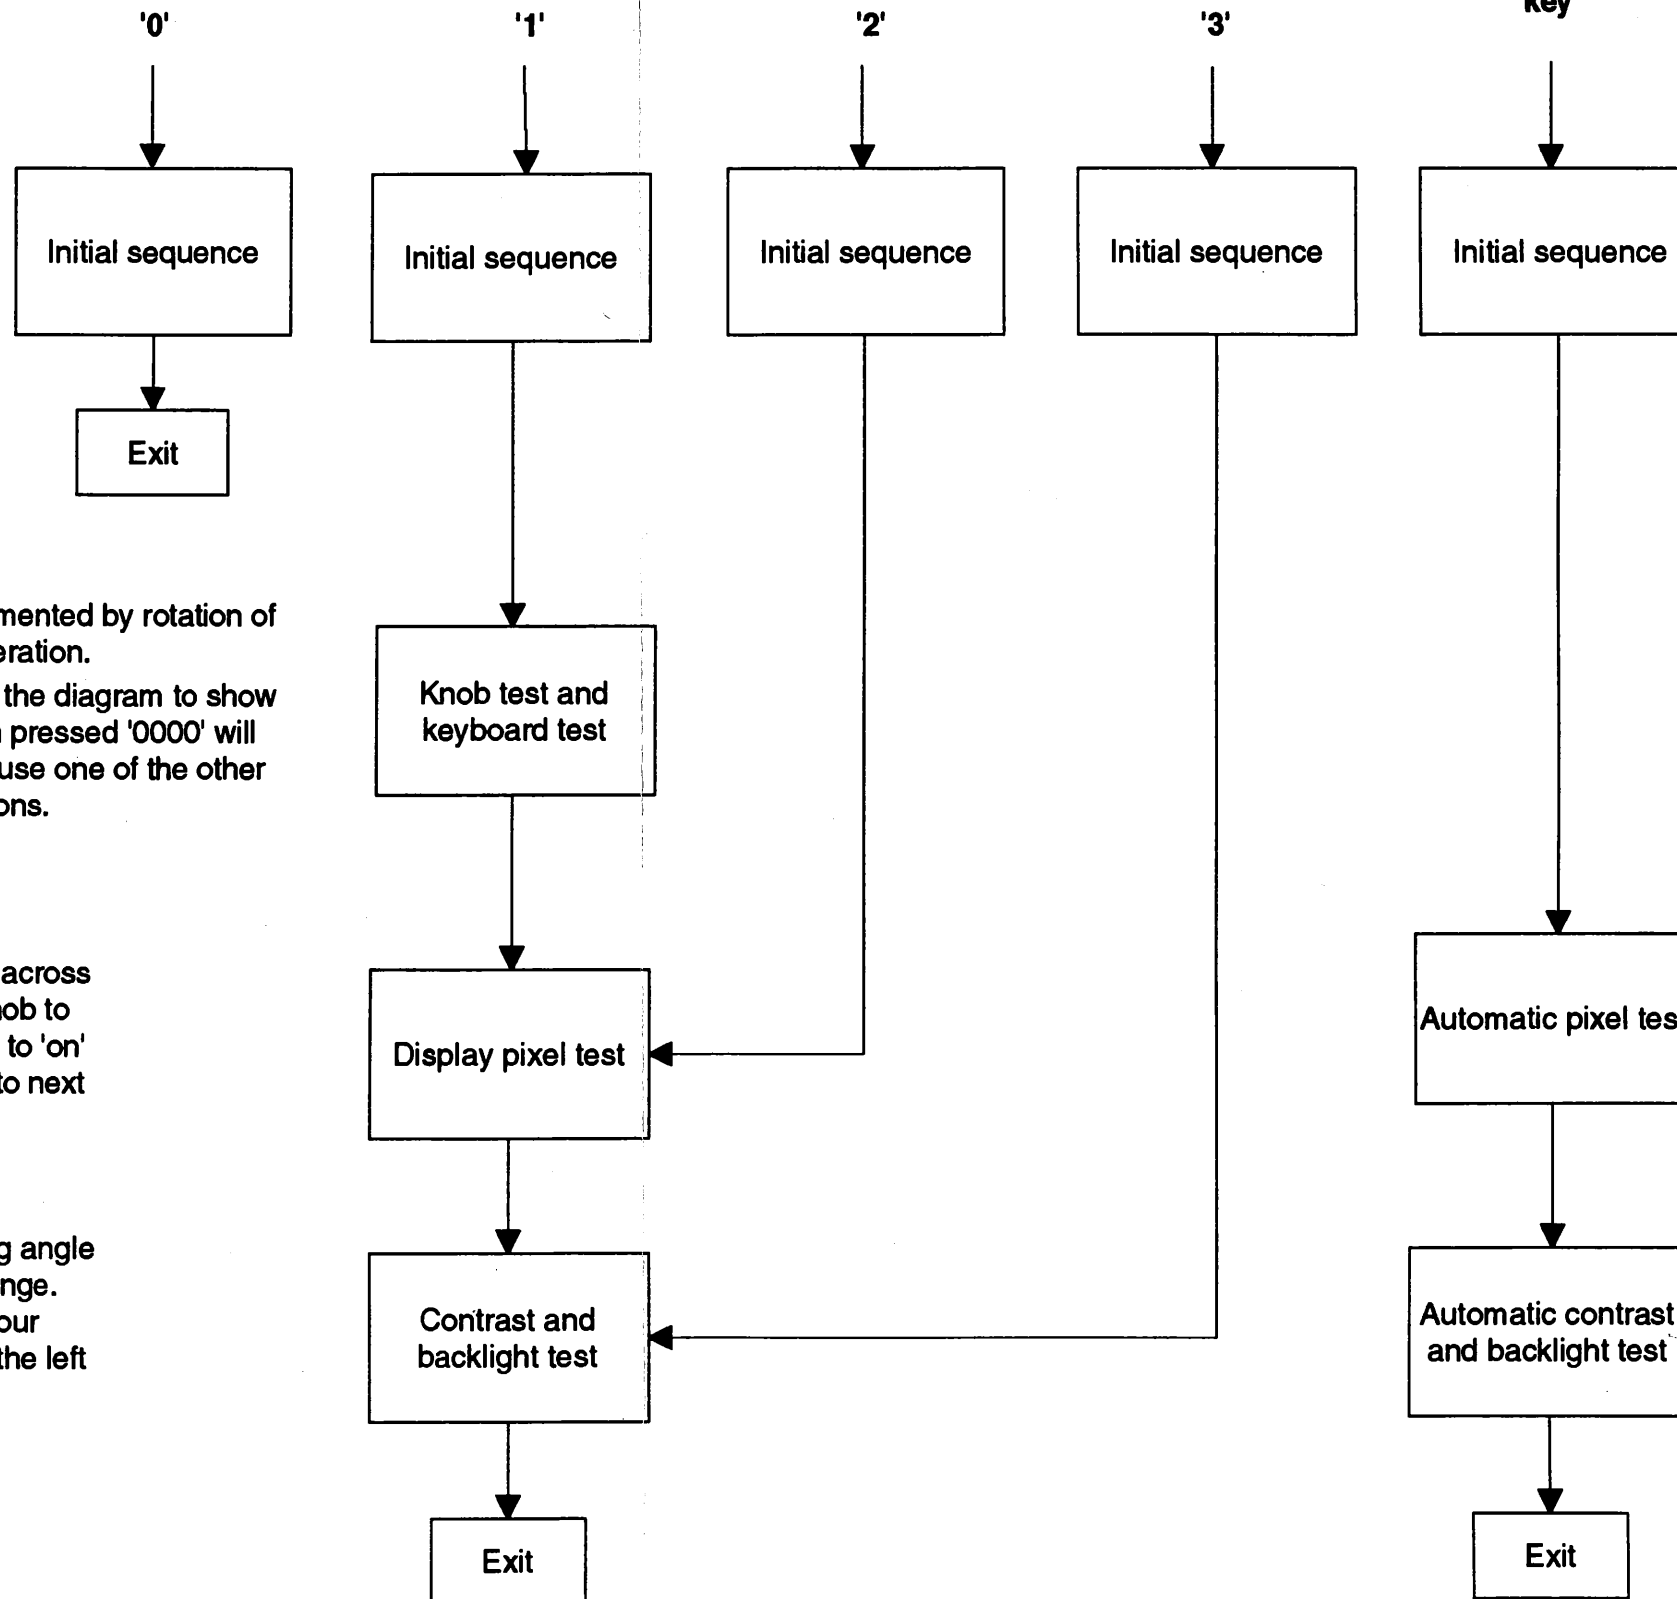 '0'
'1'
'2'
'3'
key
Initial sequence
Initial sequence
Initial sequence
Initial sequence
Initial sequence
Exit
mented by rotation of
eration.
the diagram to show
pressed '0000' will
use one of the other
ons.
Knob test and
keyboard test
across
nob to
to 'on'
to next
Display pixel test
Automatic pixel tes
g angle
nge.
our
the left
Contrast and
backlight test
Automatic contrast
and backlight test
Exit
Exit